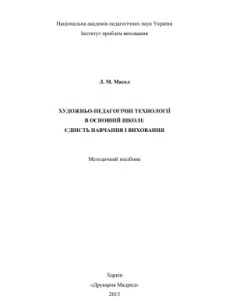 Національна академія педагогічних наук України
Інститут проблем виховання
Л. М. Масол
ХУДОЖНЬО-ПЕДАГОГІЧНІ ТЕХНОЛОГІЇ
В ОСНОВНІЙ ШКОЛІ:
ЄДНІСТЬ НАВЧАННЯ І ВИХОВАННЯ
Методичний посібник
Харків
«Друкарня Мадрид»
2015